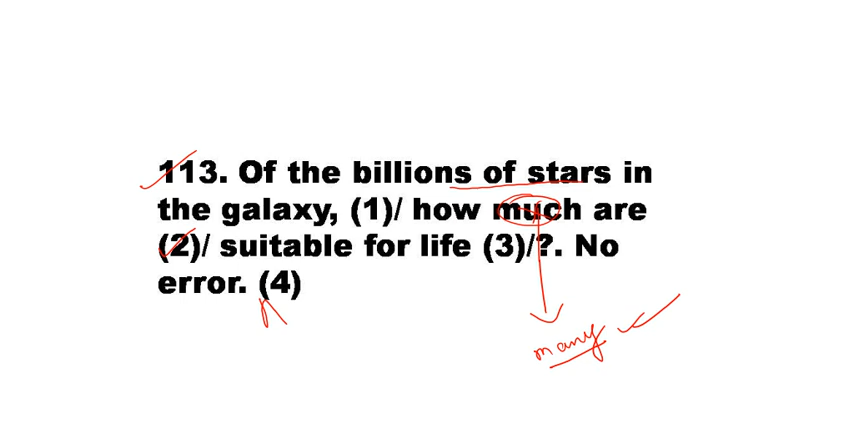 113. Of the billions of stars in
the galaxy, (1)/ how much are
(2)/ suitable for life (3)/?. No
error. (4)
many